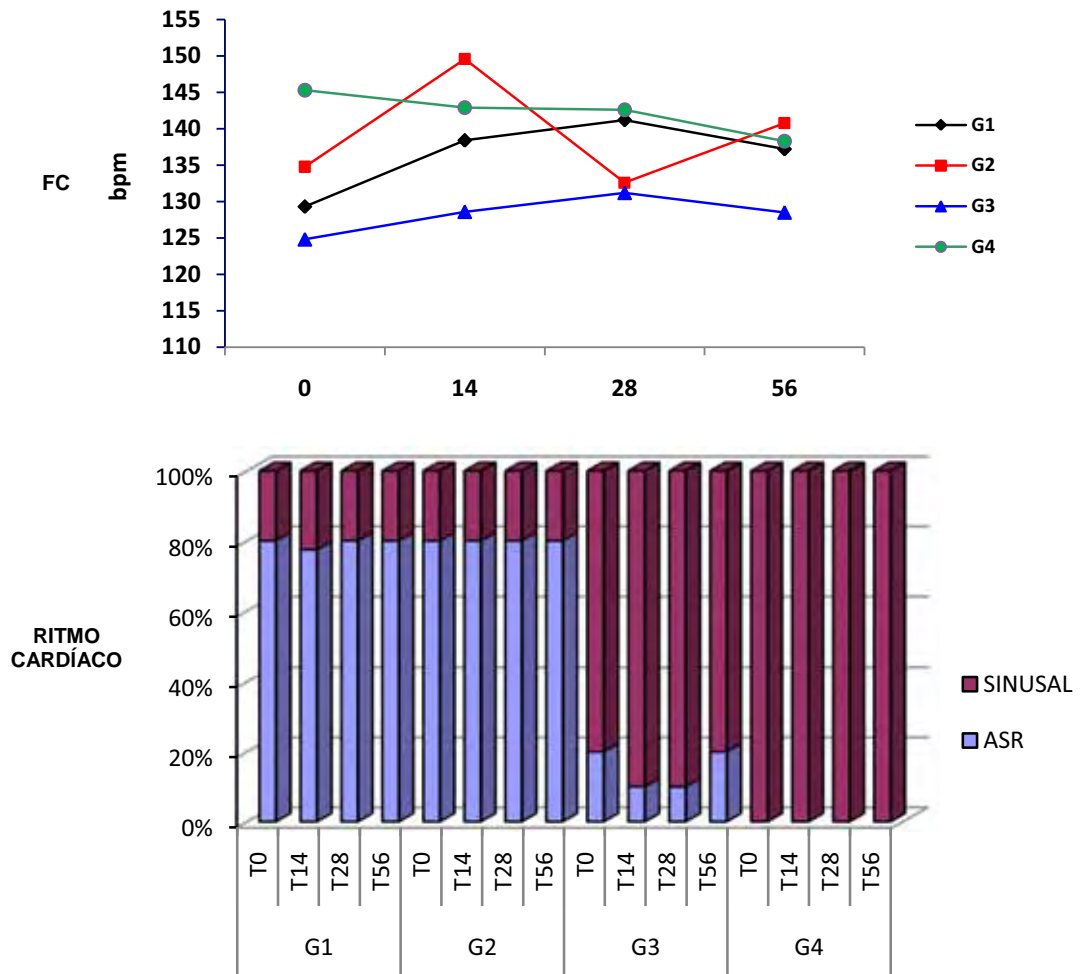 155
150
145
140
135
130
125
120
115
110
FC
bpm
0 14 28 56
G1
G2
G3
G4
100%
80%
60%
40%
20%
0%
RITMO
CARDÍACO
SINUSAL
ASR
T0 T14 T28 T56 T0 T14 T28 T56 T0 T14 T28 T56 T0 T14 T28 T56
G1 G2 G3 G4